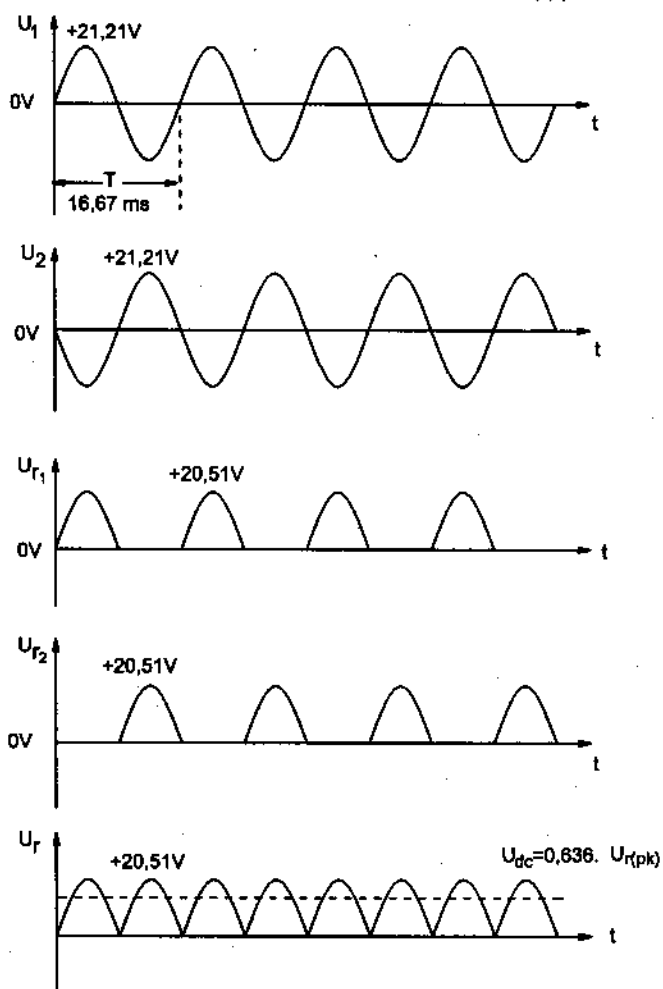 U1
+21,21V
0V
t
T
16,67 ms
U2
+21,21V
0V
t
Ur1
+20,51V
0V
t
Ur2
+20,51V
0V
t
Ur
+20,51V
Udc=0,636. Ur(pk)
t